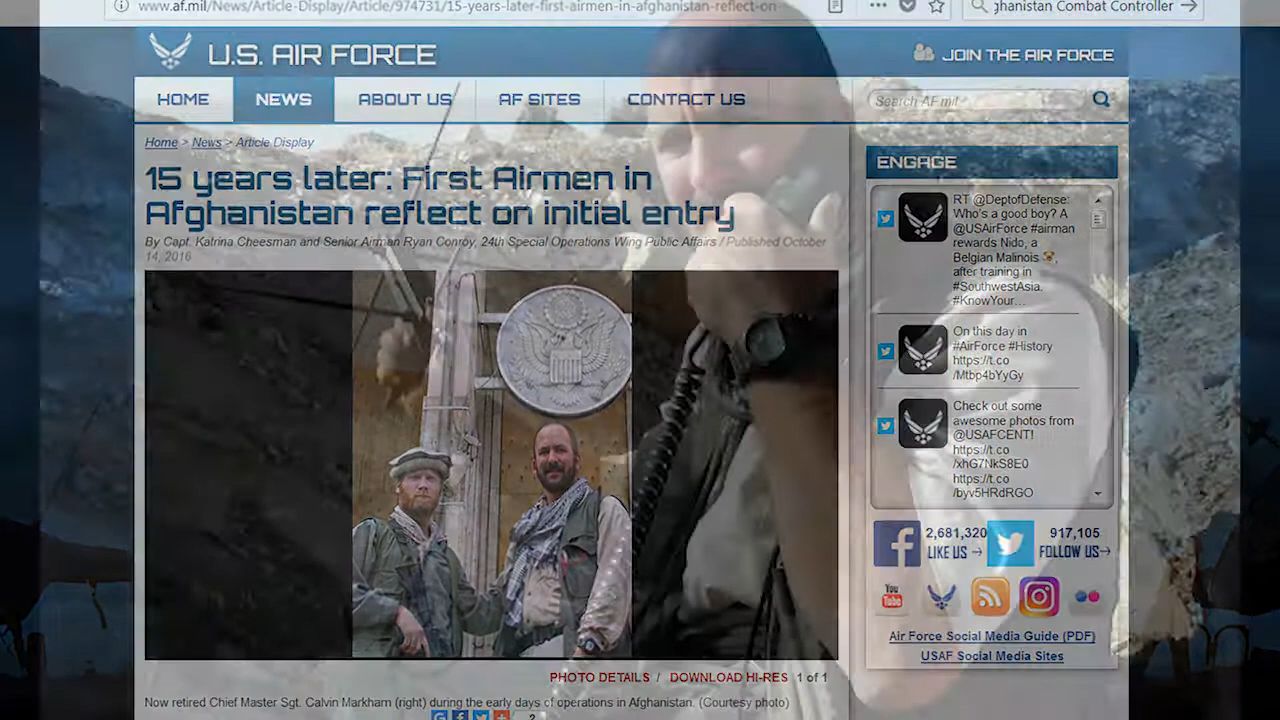 www.af.mil/News/Article-Display/Article/974731/15-years-later-first-airmen-in-afghanistan-reflect-on-
ghanistan Combat Controller
U.S. AIR FORCE
JOIN THE AIR FORCE
HOME
NEWS
ABOUT US
AF SITES
CONTACT US
Search AF.mil
Home > News > Article Display
15 years later: First Airmen in
Afghanistan reflect on initial entry
By Capt. Katrina Cheesman and Senior Airman Ryan Conroy, 24th Special Operations Wing Public Affairs / Published October
14, 2016
PHOTO DETAILS / DOWNLOAD HI-RES 1 of 1
Now retired Chief Master Sgt. Calvin Markham (right) during the early days of operations in Afghanistan. (Courtesy photo)
2
ENGAGE
RT @DeptofDefense:
Who's a good boy? A
@USAirForce #airman
rewards Nido, a
Belgian Malinois 🐕,
after training in
#SouthwestAsia.
#KnowYour…
On this day in
#AirForce #History
https://t.co
/Mtbp4bYyGy
Check out some
awesome photos from
@USAFCENT!
https://t.co
/xhG7NkS8E0
https://t.co
/byv5HRdRGO
2,681,320
LIKE US
917,105
FOLLOW US
You
Tube
Air Force Social Media Guide (PDF)
USAF Social Media Sites